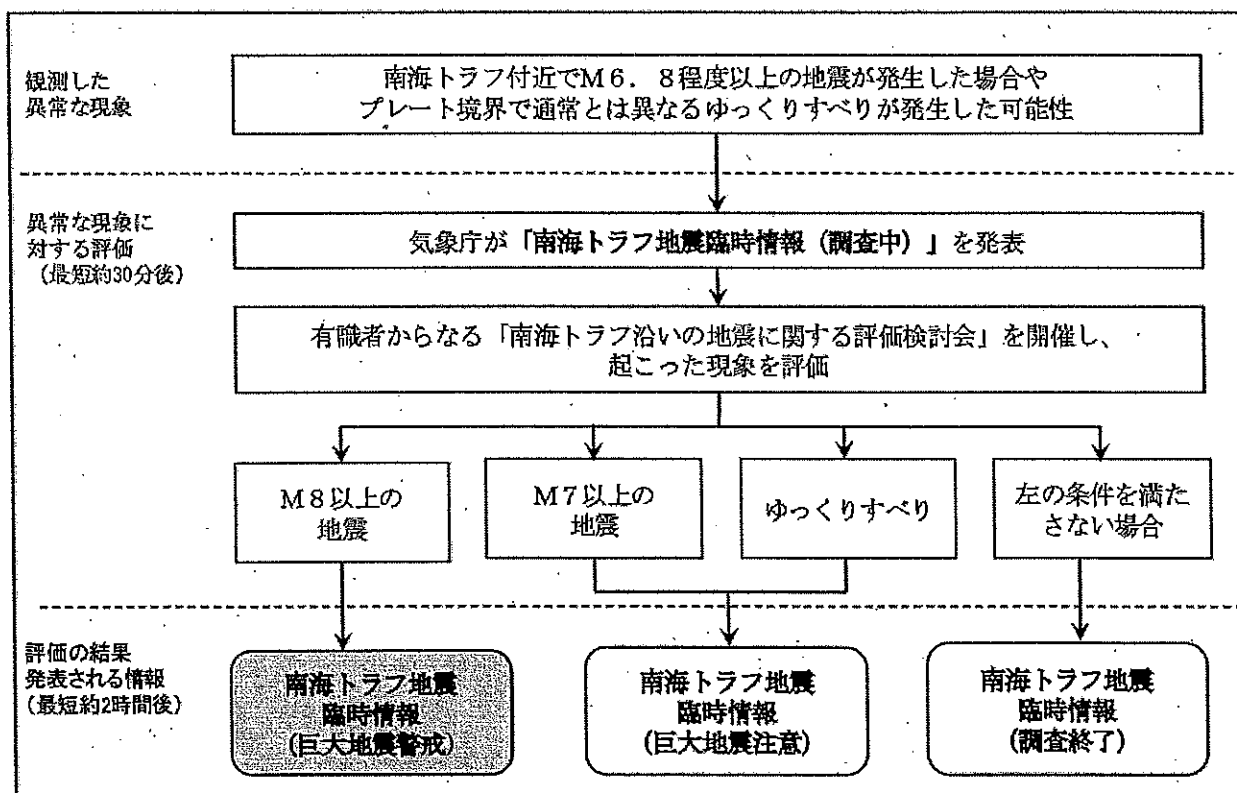 観測した
異常な現象
南海トラフ付近でM6．8程度以上の地震が発生した場合や
プレート境界で通常とは異なるゆっくりすべりが発生した可能性
異常な現象に
対する評価
（最短約30分後）
気象庁が「南海トラフ地震臨時情報（調査中）」を発表
有識者からなる「南海トラフ沿いの地震に関する評価検討会」を開催し、
起こった現象を評価
M8以上の
地震
M7以上の
地震
ゆっくりすべり
左の条件を満た
さない場合
評価の結果
発表される情報
（最短約2時間後）
南海トラフ地震
臨時情報
（巨大地震警戒）
南海トラフ地震
臨時情報
（巨大地震注意）
南海トラフ地震
臨時情報
（調査終了）